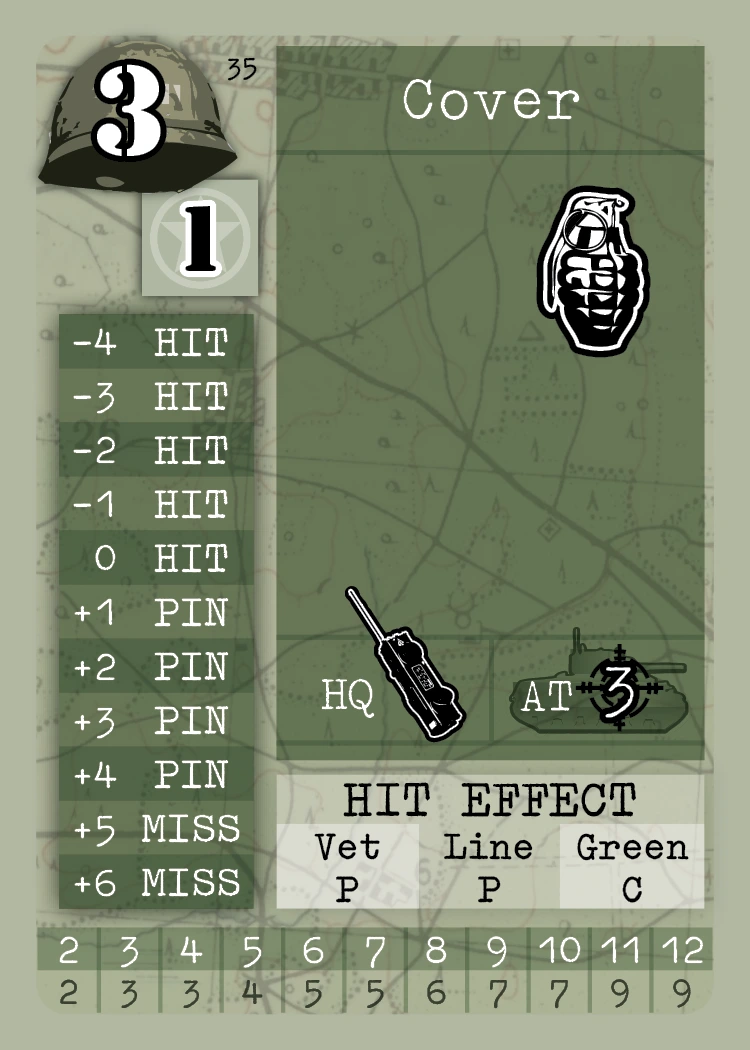 3
35
1
Cover
-4 HIT
-3 HIT
-2 HIT
-1 HIT
0 HIT
+1 PIN
+2 PIN
+3 PIN
+4 PIN
+5 MISS
+6 MISS
HQ
AT 3
HIT EFFECT
Vet Line Green
P P C
2 3 4 5 6 7 8 9 10 11 12
2 3 3 4 5 5 6 7 7 9 9